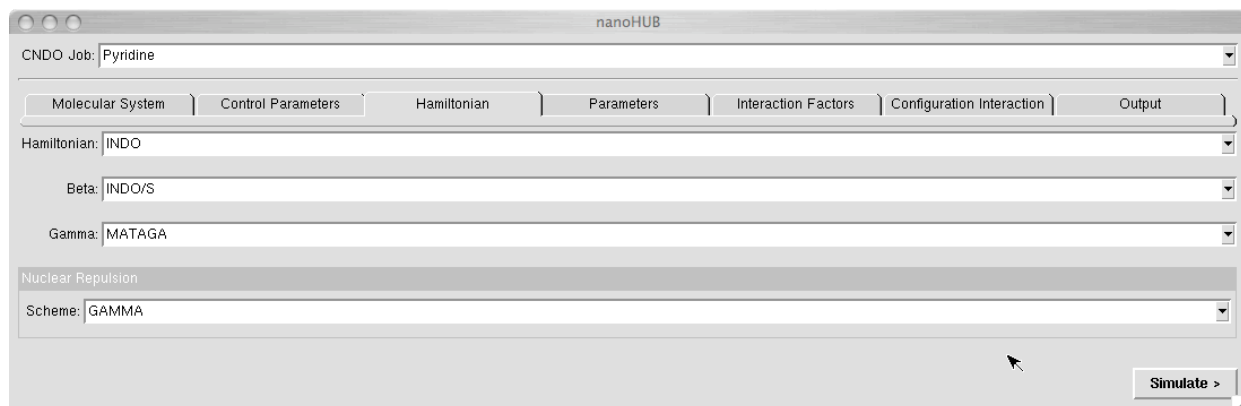 nanoHUB
CNDO Job: Pyridine
Molecular System Control Parameters Hamiltonian Parameters Interaction Factors Configuration Interaction Output
Hamiltonian: INDO
Beta: INDO/S
Gamma: MATAGA
Nuclear Repulsion
Scheme: GAMMA
Simulate >